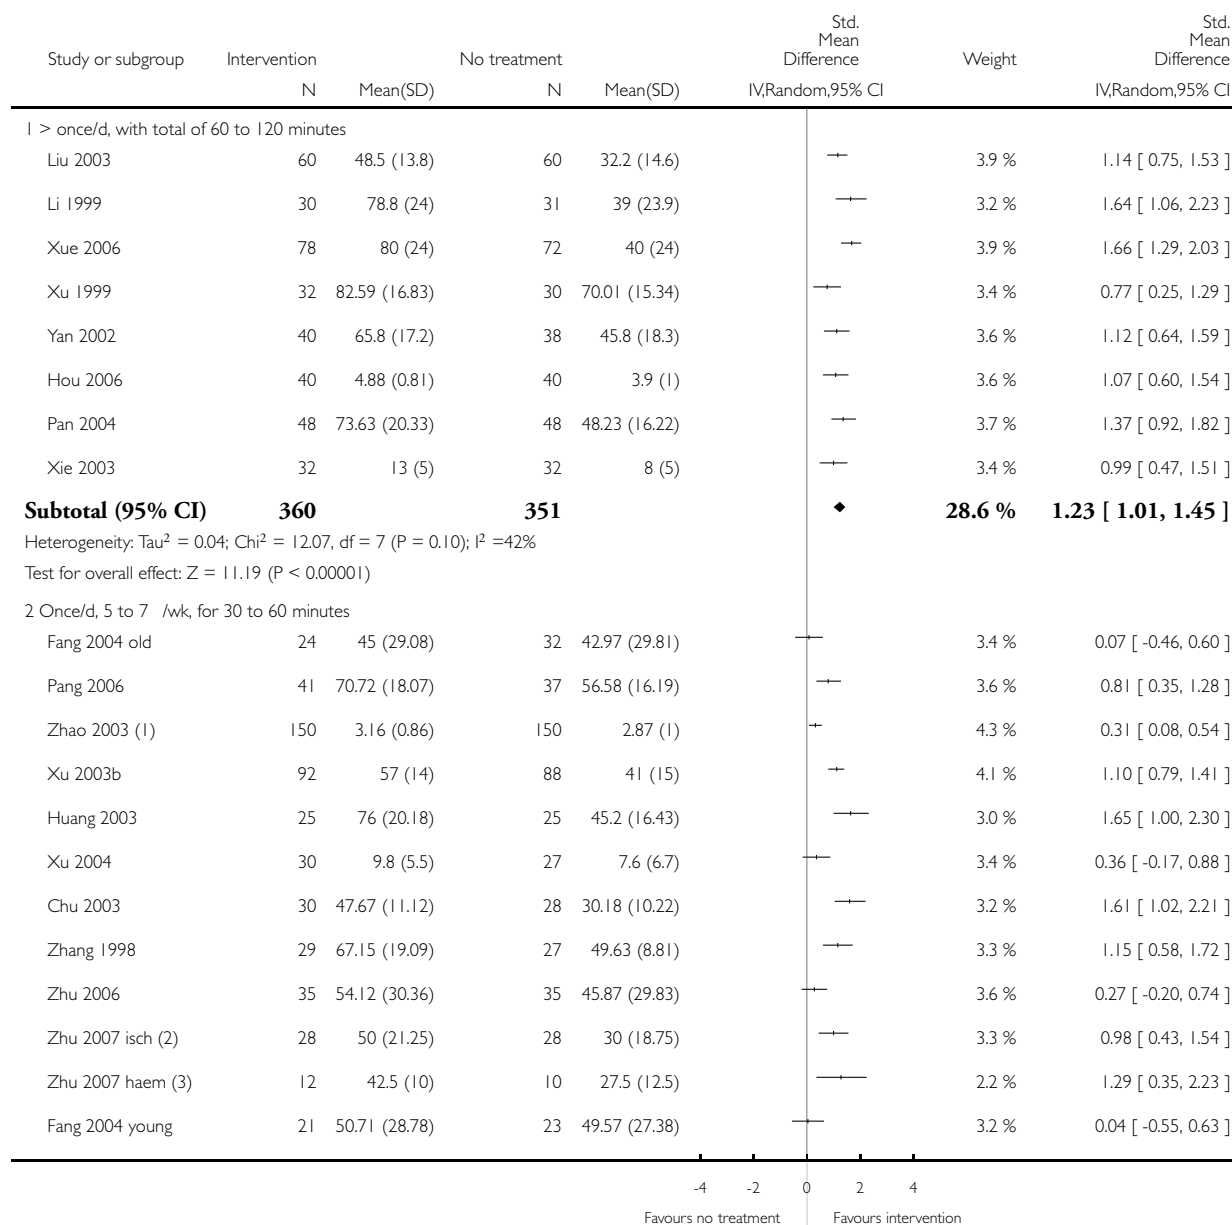 Study or subgroup Intervention No treatment Std. Mean Difference Weight Std. Mean Difference
N Mean(SD) N Mean(SD) IV,Random,95% CI IV,Random,95% CI
1 > once/d, with total of 60 to 120 minutes
Liu 2003 60 48.5 (13.8) 60 32.2 (14.6) 3.9 % 1.14 [ 0.75, 1.53 ]
Li 1999 30 78.8 (24) 31 39 (23.9) 3.2 % 1.64 [ 1.06, 2.23 ]
Xue 2006 78 80 (24) 72 40 (24) 3.9 % 1.66 [ 1.29, 2.03 ]
Xu 1999 32 82.59 (16.83) 30 70.01 (15.34) 3.4 % 0.77 [ 0.25, 1.29 ]
Yan 2002 40 65.8 (17.2) 38 45.8 (18.3) 3.6 % 1.12 [ 0.64, 1.59 ]
Hou 2006 40 4.88 (0.81) 40 3.9 (1) 3.6 % 1.07 [ 0.60, 1.54 ]
Pan 2004 48 73.63 (20.33) 48 48.23 (16.22) 3.7 % 1.37 [ 0.92, 1.82 ]
Xie 2003 32 13 (5) 32 8 (5) 3.4 % 0.99 [ 0.47, 1.51 ]
Subtotal (95% CI) 360 351 28.6 % 1.23 [ 1.01, 1.45 ]
Heterogeneity: Tau² = 0.04; Chi² = 12.07, df = 7 (P = 0.10); I² =42%
Test for overall effect: Z = 11.19 (P < 0.00001)
2 Once/d, 5 to 7 /wk, for 30 to 60 minutes
Fang 2004 old 24 45 (29.08) 32 42.97 (29.81) 3.4 % 0.07 [ -0.46, 0.60 ]
Pang 2006 41 70.72 (18.07) 37 56.58 (16.19) 3.6 % 0.81 [ 0.35, 1.28 ]
Zhao 2003 (1) 150 3.16 (0.86) 150 2.87 (1) 4.3 % 0.31 [ 0.08, 0.54 ]
Xu 2003b 92 57 (14) 88 41 (15) 4.1 % 1.10 [ 0.79, 1.41 ]
Huang 2003 25 76 (20.18) 25 45.2 (16.43) 3.0 % 1.65 [ 1.00, 2.30 ]
Xu 2004 30 9.8 (5.5) 27 7.6 (6.7) 3.4 % 0.36 [ -0.17, 0.88 ]
Chu 2003 30 47.67 (11.12) 28 30.18 (10.22) 3.2 % 1.61 [ 1.02, 2.21 ]
Zhang 1998 29 67.15 (19.09) 27 49.63 (8.81) 3.3 % 1.15 [ 0.58, 1.72 ]
Zhu 2006 35 54.12 (30.36) 35 45.87 (29.83) 3.6 % 0.27 [ -0.20, 0.74 ]
Zhu 2007 isch (2) 28 50 (21.25) 28 30 (18.75) 3.3 % 0.98 [ 0.43, 1.54 ]
Zhu 2007 haem (3) 12 42.5 (10) 10 27.5 (12.5) 2.2 % 1.29 [ 0.35, 2.23 ]
Fang 2004 young 21 50.71 (28.78) 23 49.57 (27.38) 3.2 % 0.04 [ -0.55, 0.63 ]
-4 -2 0 2 4
Favours no treatment Favours intervention